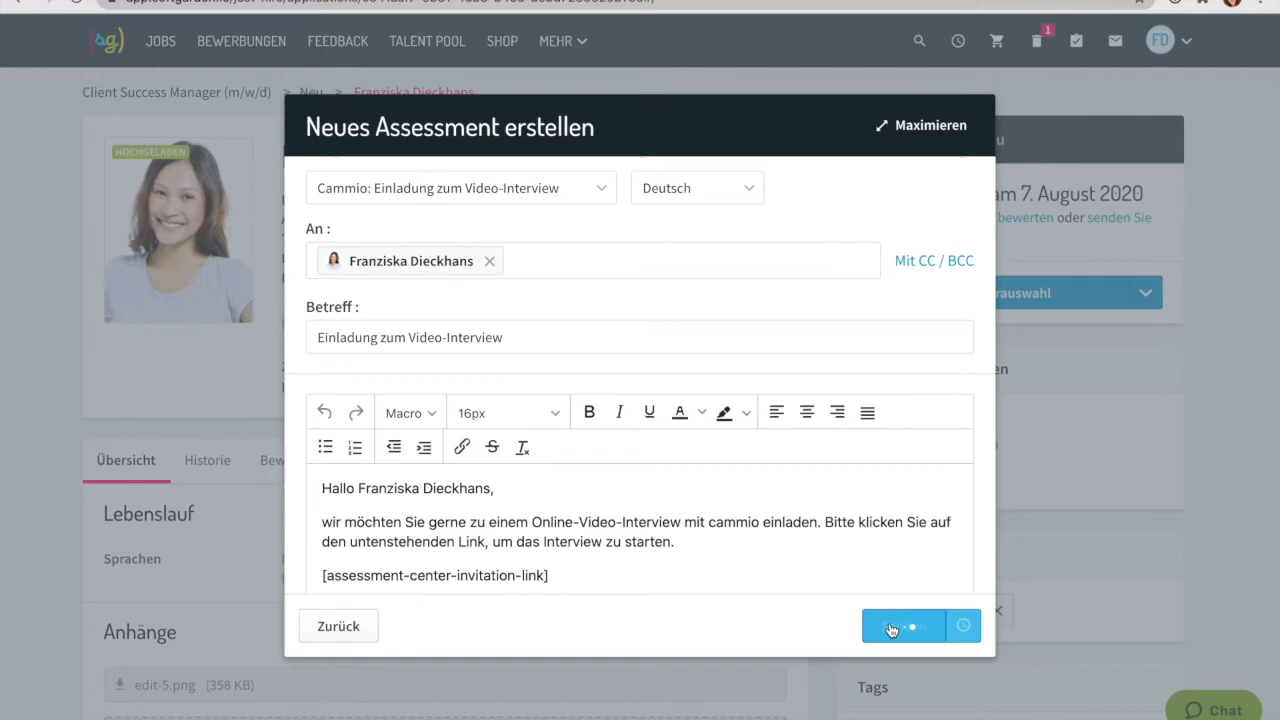 sg
JOBS
BEWERBUNGEN
FEEDBACK
TALENT POOL
SHOP
MEHR
1
FD
Client Success Manager (m/w/d) > Neu > Franziska Dieckhans
HOCHGELADEN
Neues Assessment erstellen
Maximieren
Cammio: Einladung zum Video-Interview
Deutsch
An :
Franziska Dieckhans
Mit CC / BCC
Betreff :
Einladung zum Video-Interview
Macro
16px
B I U A
Hallo Franziska Dieckhans,
wir möchten Sie gerne zu einem Online-Video-Interview mit cammio einladen. Bitte klicken Sie auf
den untenstehenden Link, um das Interview zu starten.
[assessment-center-invitation-link]
Zurück
am 7. August 2020
bewerten oder senden Sie
Übersicht
Historie
Lebenslauf
Sprachen
Anhänge
edit-5.png (358 KB)
Tags
Chat